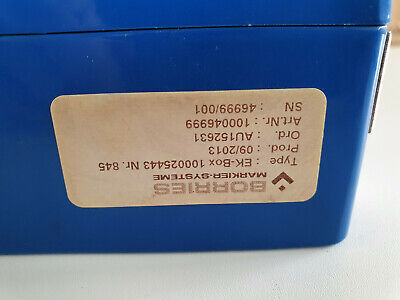 BORRIES
MARKIER-SYSTEME
Type : EK-Box 100025443 Nr. 845
Prod. : 09/2013
Ord. : AU152631
Art.Nr. : 100046999
SN : 46999/001